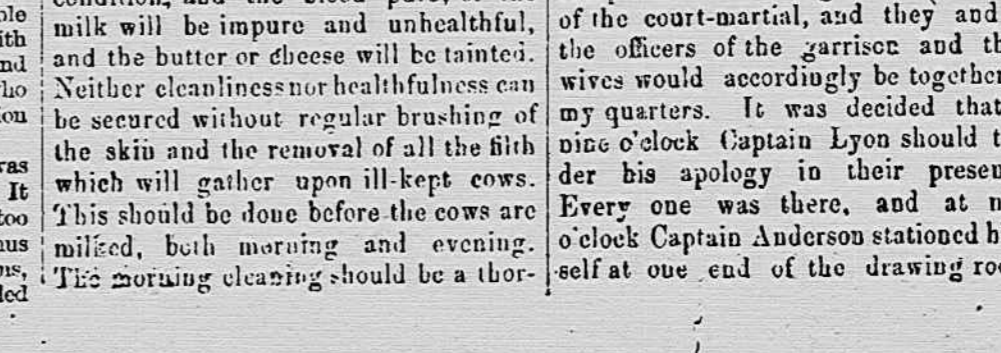 milk will be impure and unhealthful,
and the butter or cheese will be tainted.
Neither cleanliness nor healthfulness can
be secured without regular brushing of
the skin and the removal of all the filth
which will gather upon ill-kept cows.
This should be done before the cows are
milked, both morning and evening.
The morning cleaning should be a thor-
of the court-martial, and they and
the officers of the garrison and th
wives would accordingly be together
my quarters. It was decided that
nine o'clock Captain Lyon should t
der his apology in their presen
Every one was there, and at n
o'clock Captain Anderson stationed h
self at one end of the drawing roo